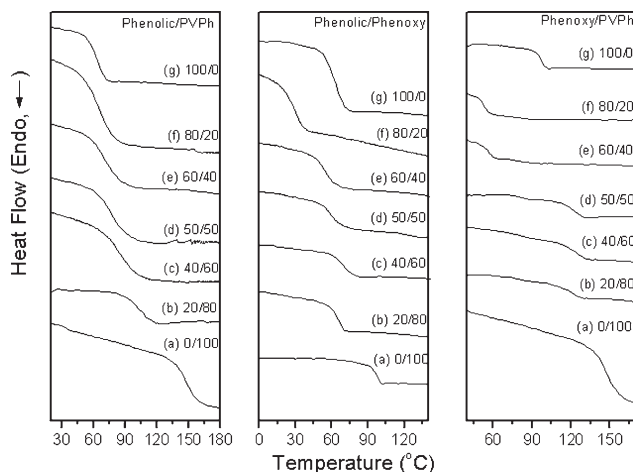 Phenolic/PVPh
(g) 100/0
(f) 80/20
(e) 60/40
(d) 50/50
(c) 40/60
(b) 20/80
(a) 0/100
30 60 90 120 150 180
Phenolic/Phenoxy
(g) 100/0
(f) 80/20
(e) 60/40
(d) 50/50
(c) 40/60
(b) 20/80
(a) 0/100
0 30 60 90 120
Phenoxy/PVPh
(g) 100/0
(f) 80/20
(e) 60/40
(d) 50/50
(c) 40/60
(b) 20/80
(a) 0/100
60 90 120 150
Heat Flow (Endo, ←)
Temperature (°C)